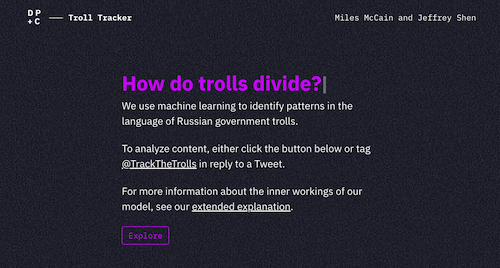 DP
+C
Troll Tracker
Miles McCain and Jeffrey Shen
How do trolls divide?
We use machine learning to identify patterns in the
language of Russian government trolls.
To analyze content, either click the button below or tag
@TrackTheTrolls in reply to a Tweet.
For more information about the inner workings of our
model, see our extended explanation.
Explore